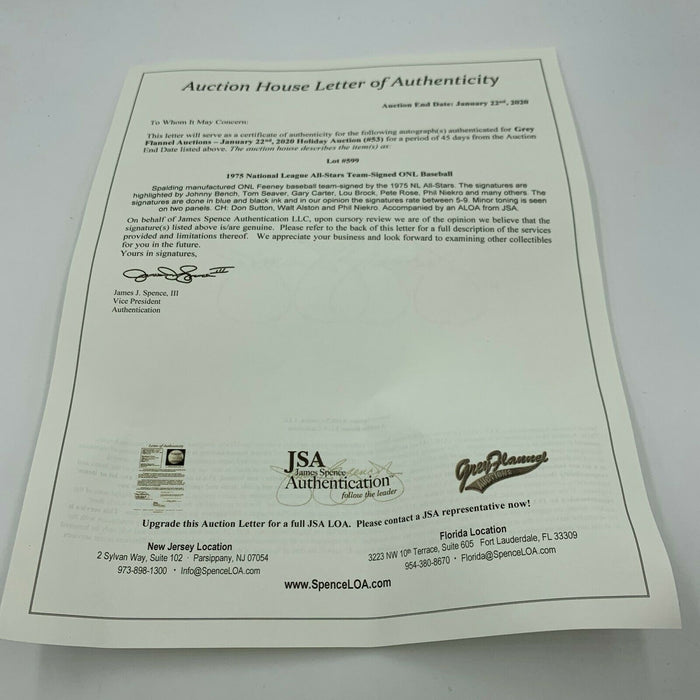 Auction House Letter of Authenticity
Auction End Date: January 22nd, 2020
To Whom It May Concern:
This letter will serve as a certificate of authenticity for the following autograph(s) authenticated for Grey
Flannel Auctions – January 22nd, 2020 Holiday Auction (#53) for a period of 45 days from the Auction
End Date listed above. The auction house describes the item(s) as:
Lot #599
1975 National League All-Stars Team-Signed ONL Baseball
Spalding manufactured ONL Feeney baseball team-signed by the 1975 NL All-Stars. The signatures are
highlighted by Johnny Bench, Tom Seaver, Gary Carter, Lou Brock, Pete Rose, Phil Niekro and many others. The
signatures are done in blue and black ink and in our opinion the signatures rate between 5-9. Minor toning is seen
on two panels. CH: Don Sutton, Walt Alston and Phil Niekro. Accompanied by an ALOA from JSA.
On behalf of James Spence Authentication LLC, upon cursory review we are of the opinion we believe that the
signature(s) listed above is/are genuine. Please refer to the back of this letter for a full description of the services
provided and limitations thereof. We appreciate your business and look forward to examining other collectibles
for you in the future.
Yours in signatures,
James J. Spence, III
Vice President
Authentication
Letter of Authenticity
JSA
James Spence
Authentication
follow the leader
Grey Flannel
AUCTIONS
Upgrade this Auction Letter for a full JSA LOA. Please contact a JSA representative now!
New Jersey Location
2 Sylvan Way, Suite 102 · Parsippany, NJ 07054
973-898-1300 · Info@SpenceLOA.com
Florida Location
3223 NW 10th Terrace, Suite 605 Fort Lauderdale, FL 33309
954-380-8670 · Florida@SpenceLOA.com
www.SpenceLOA.com